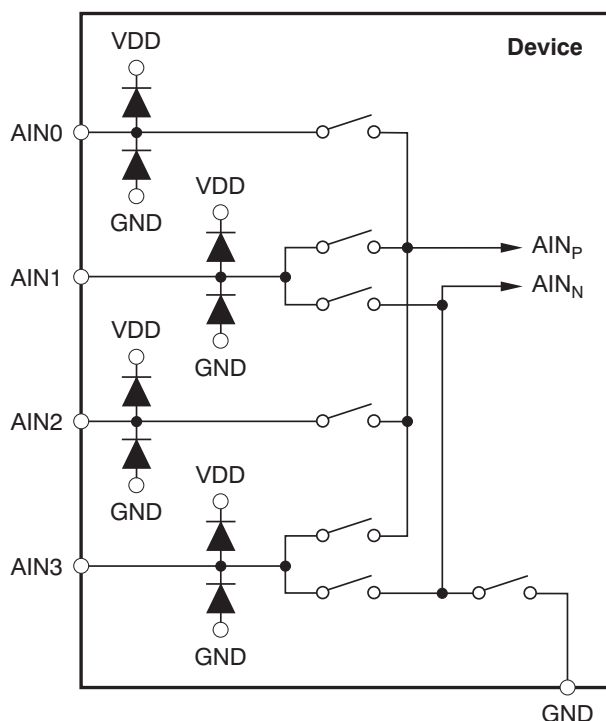 VDD
Device
AIN0
GND
VDD
AINP
AIN1
AINN
VDD
GND
AIN2
GND
VDD
AIN3
GND
GND